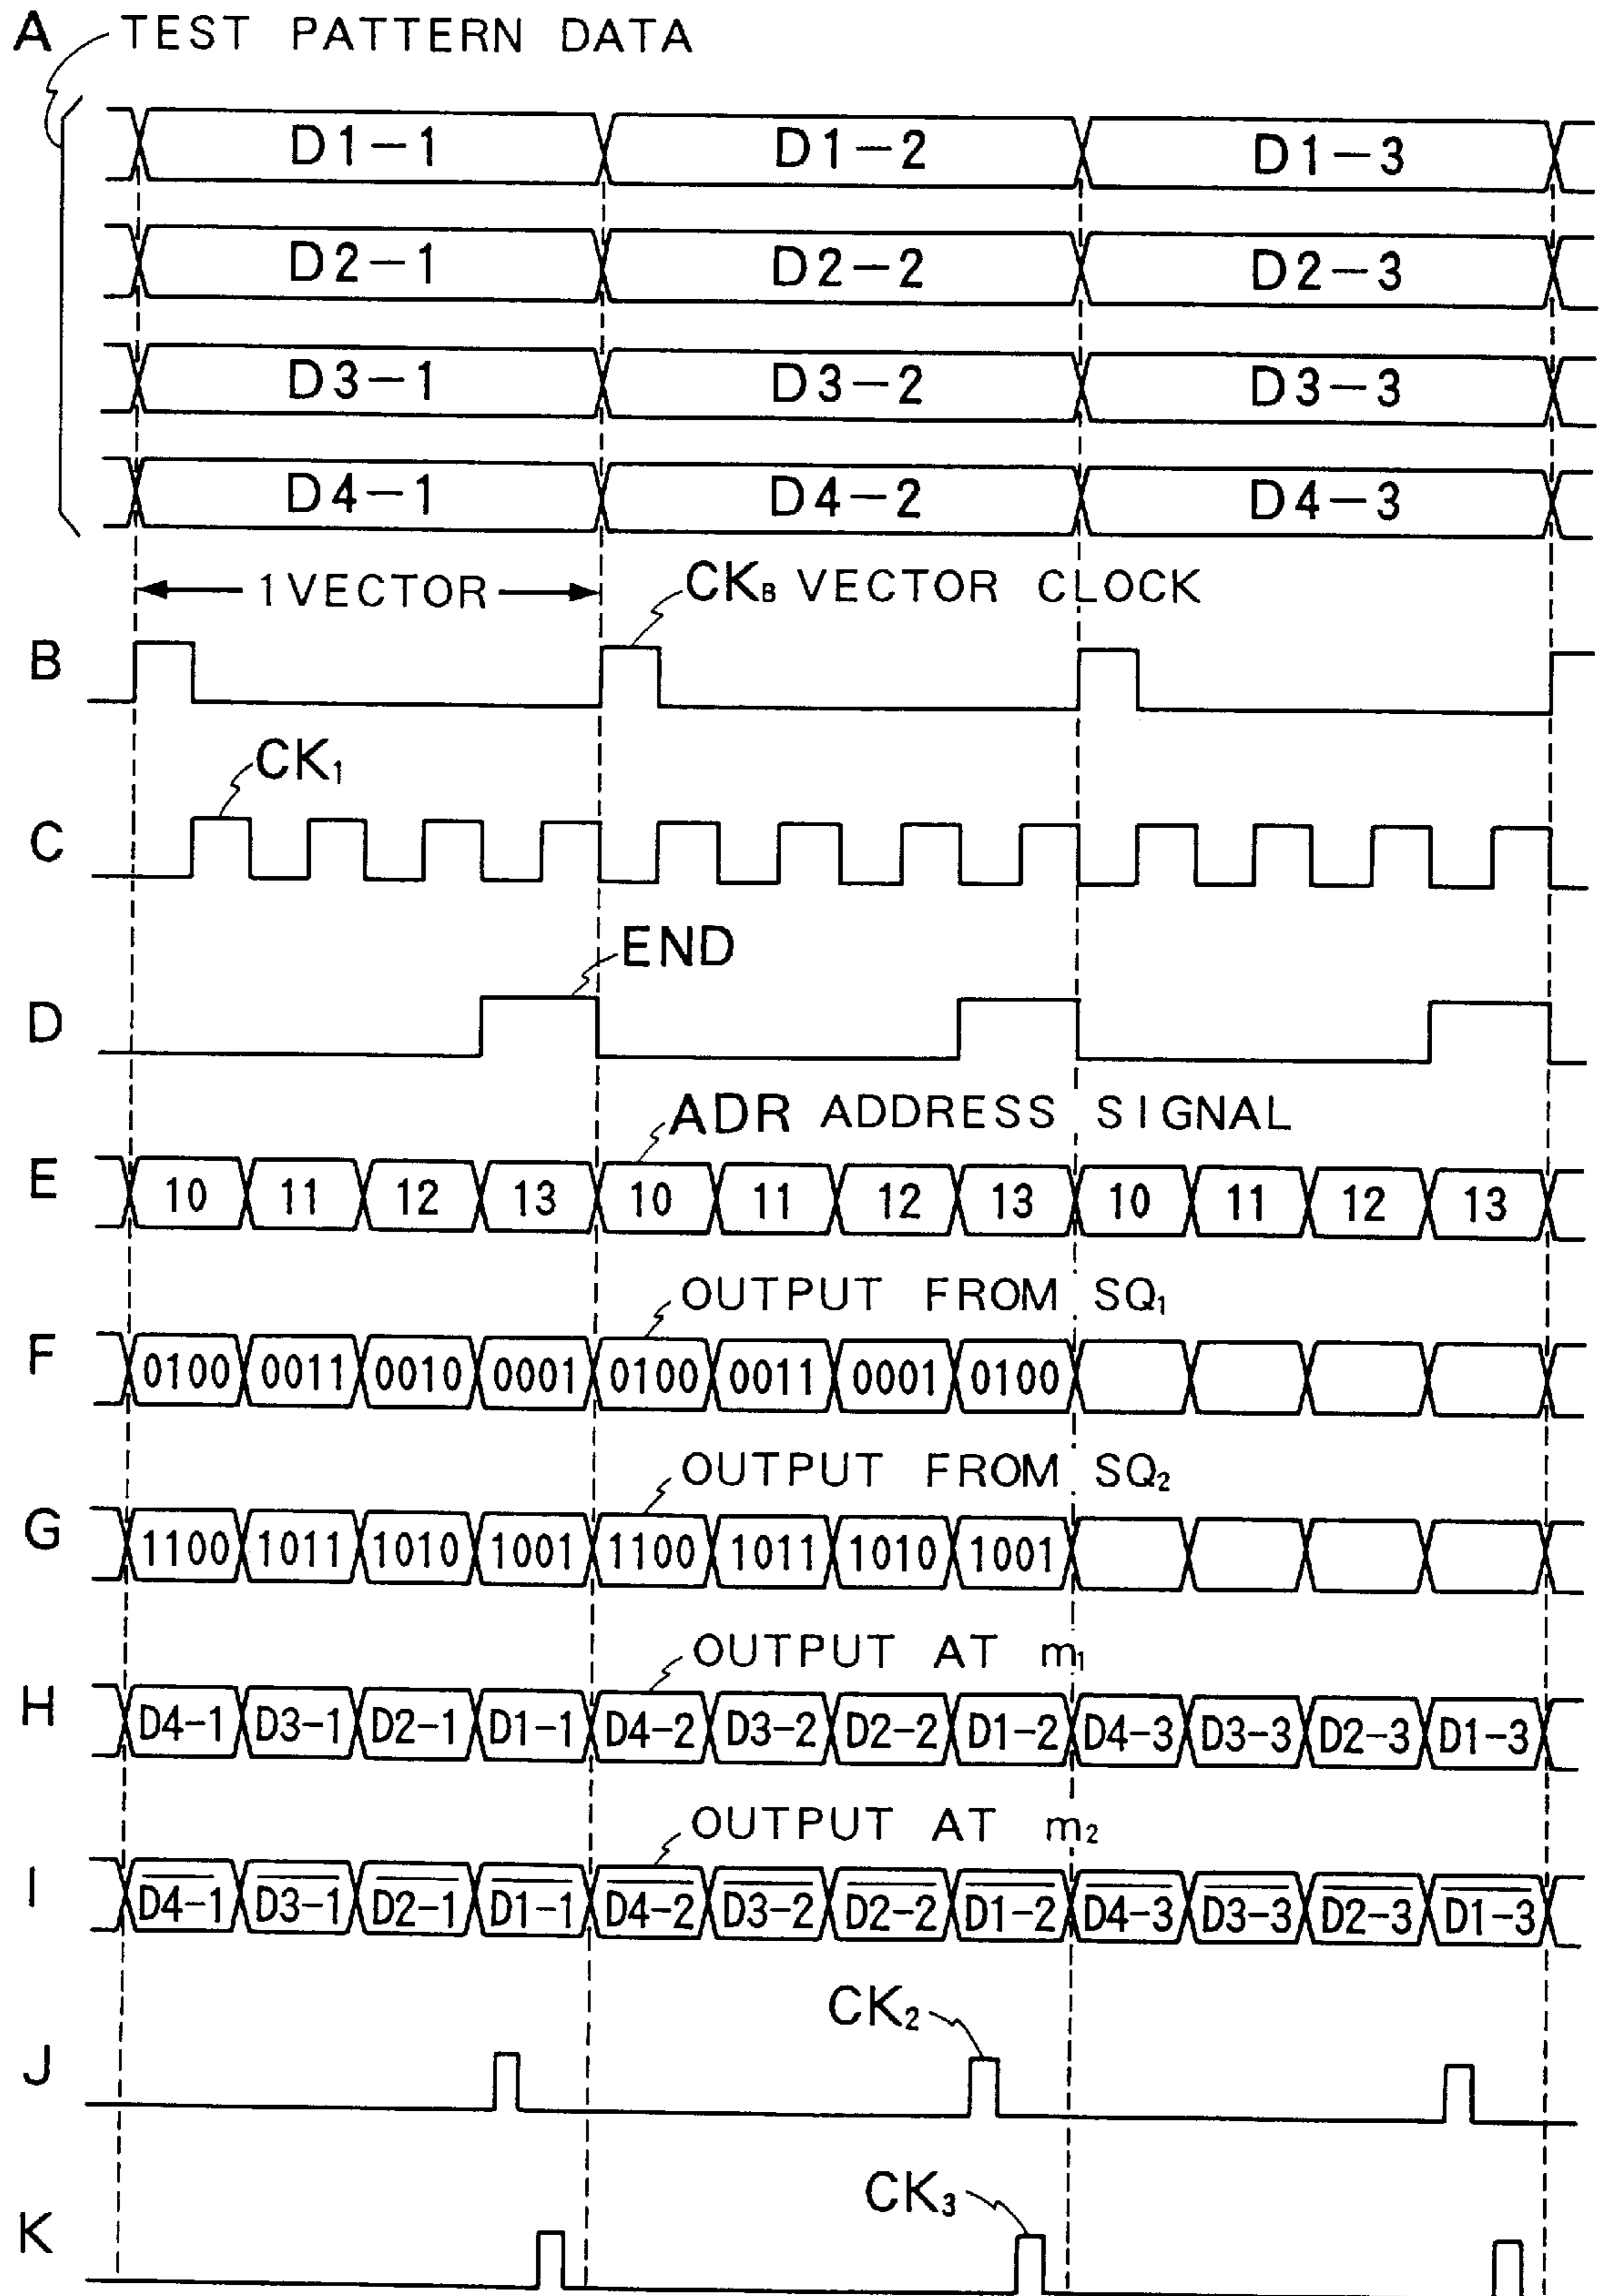 A TEST PATTERN DATA
D1-1 D1-2 D1-3
D2-1 D2-2 D2-3
D3-1 D3-2 D3-3
D4-1 D4-2 D4-3
1 VECTOR
CKB VECTOR CLOCK
B
CK1
C
END
D
ADR ADDRESS SIGNAL
E 10 11 12 13 10 11 12 13 10 11 12 13
OUTPUT FROM SQ1
F 0100 0011 0010 0001 0100 0011 0001 0100
OUTPUT FROM SQ2
G 1100 1011 1010 1001 1100 1011 1010 1001
OUTPUT AT m1
H D4-1 D3-1 D2-1 D1-1 D4-2 D3-2 D2-2 D1-2 D4-3 D3-3 D2-3 D1-3
OUTPUT AT m2
I D4-1 D3-1 D2-1 D1-1 D4-2 D3-2 D2-2 D1-2 D4-3 D3-3 D2-3 D1-3
CK2
J
CK3
K